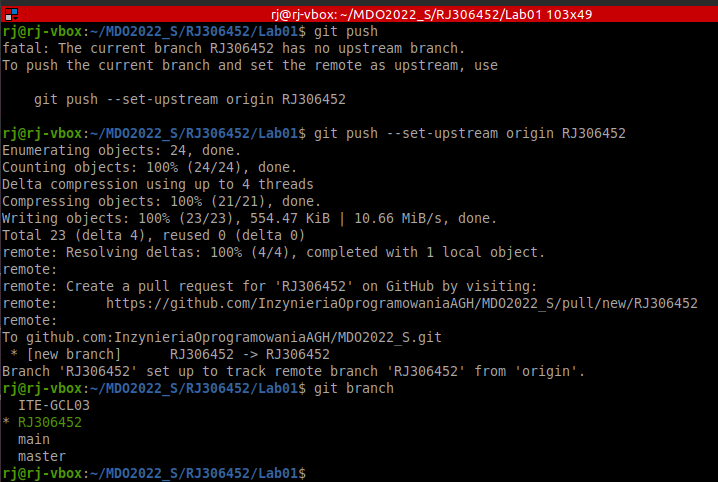 rj@rj-vbox: ~/MDO2022_S/RJ306452/Lab01 103x49
rj@rj-vbox:~/MDO2022_S/RJ306452/Lab01$ git push
fatal: The current branch RJ306452 has no upstream branch.
To push the current branch and set the remote as upstream, use
    git push --set-upstream origin RJ306452
rj@rj-vbox:~/MDO2022_S/RJ306452/Lab01$ git push --set-upstream origin RJ306452
Enumerating objects: 24, done.
Counting objects: 100% (24/24), done.
Delta compression using up to 4 threads
Compressing objects: 100% (21/21), done.
Writing objects: 100% (23/23), 554.47 KiB | 10.66 MiB/s, done.
Total 23 (delta 4), reused 0 (delta 0)
remote: Resolving deltas: 100% (4/4), completed with 1 local object.
remote:
remote: Create a pull request for 'RJ306452' on GitHub by visiting:
remote:      https://github.com/InzynieriaOprogramowaniaAGH/MDO2022_S/pull/new/RJ306452
remote:
To github.com:InzynieriaOprogramowaniaAGH/MDO2022_S.git
 * [new branch]      RJ306452 -> RJ306452
Branch 'RJ306452' set up to track remote branch 'RJ306452' from 'origin'.
rj@rj-vbox:~/MDO2022_S/RJ306452/Lab01$ git branch
  ITE-GCL03
* RJ306452
  main
  master
rj@rj-vbox:~/MDO2022_S/RJ306452/Lab01$